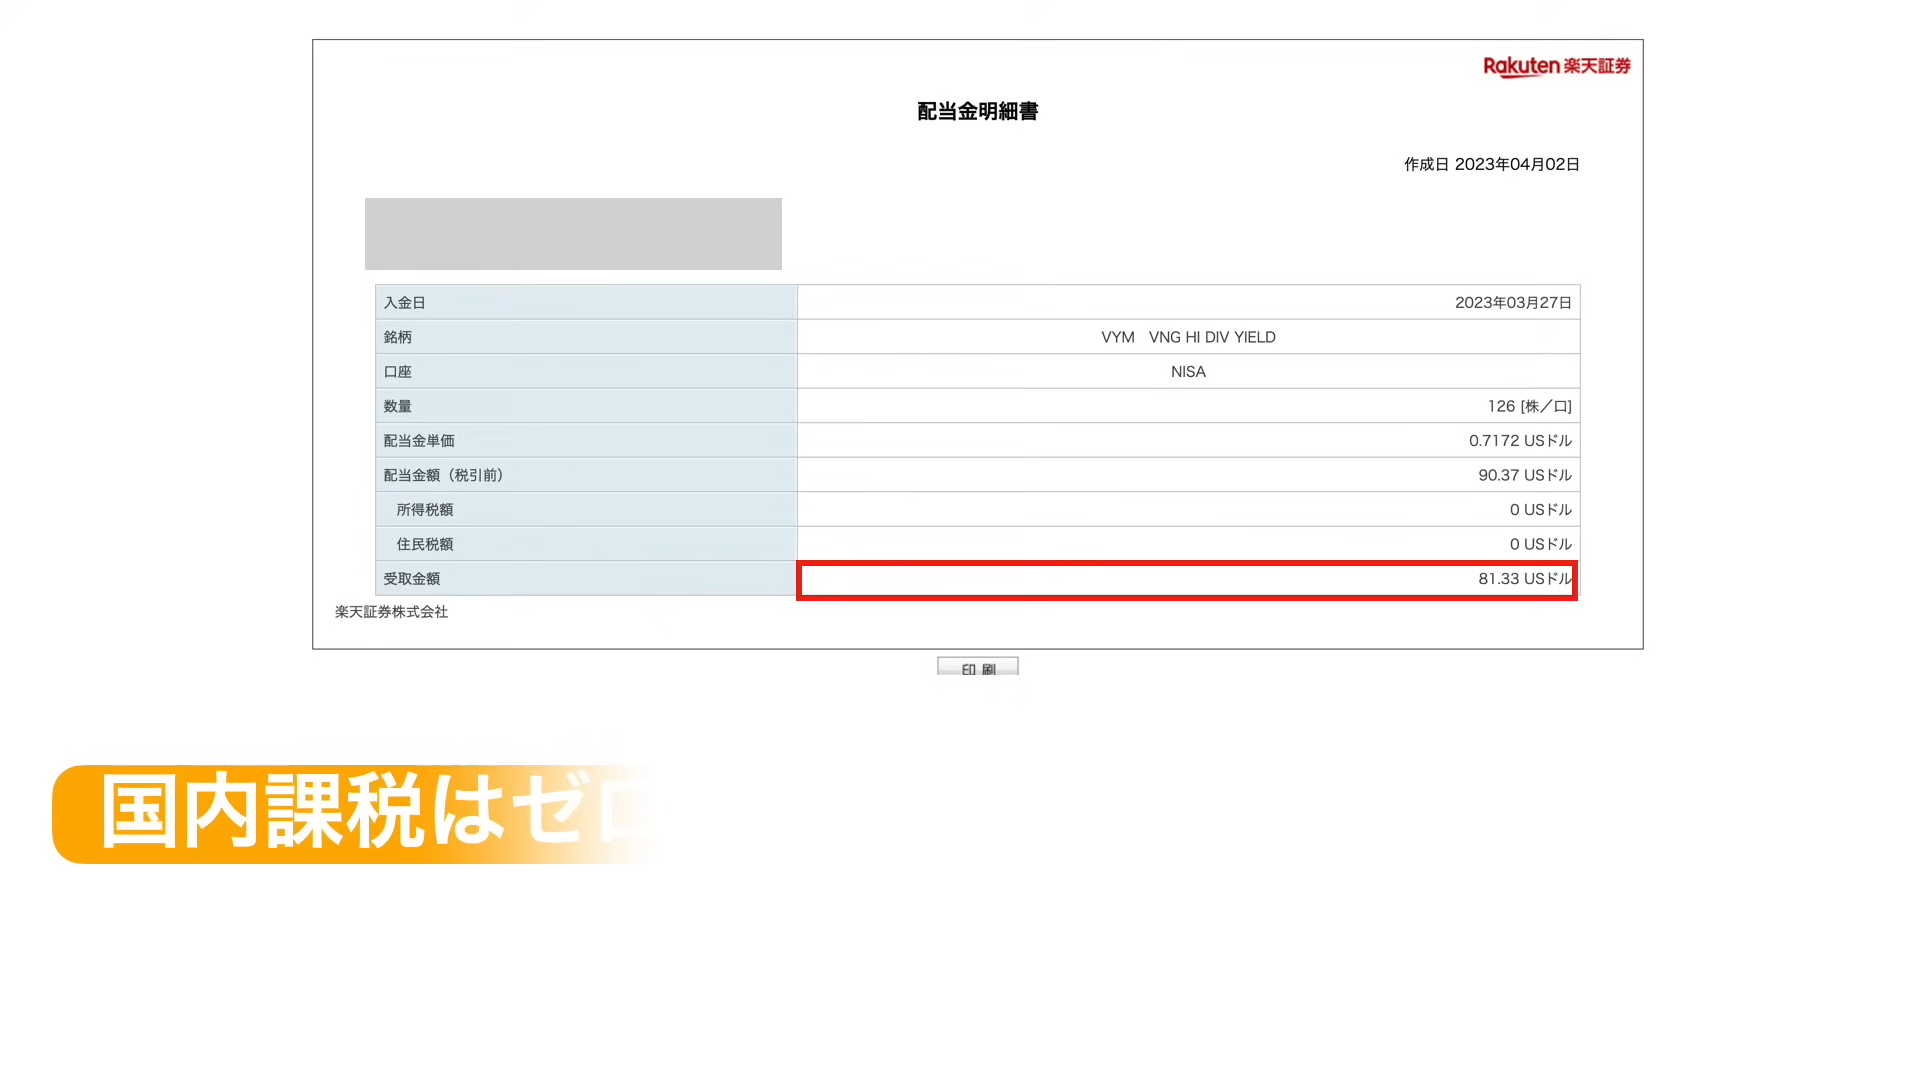 Rakuten 楽天証券
配当金明細書
作成日 2023年04月02日
入金日 2023年03月27日
銘柄 VYM VNG HI DIV YIELD
口座 NISA
数量 126 [株／口]
配当金単価 0.7172 USドル
配当金額（税引前） 90.37 USドル
所得税額 0 USドル
住民税額 0 USドル
受取金額 81.33 USドル
楽天証券株式会社
印 刷
国内課税はゼロ